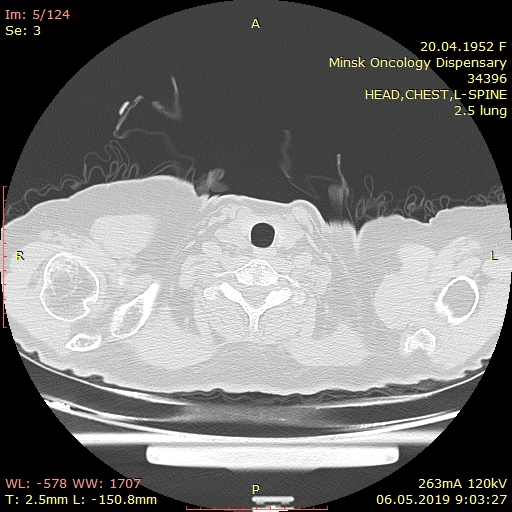 Im: 5/124
Se: 3
A
20.04.1952 F
Minsk Oncology Dispensary
34396
HEAD,CHEST,L-SPINE
2.5 lung
R
L
WL: -578 WW: 1707
T: 2.5mm L: -150.8mm
P
263mA 120kV
06.05.2019 9:03:27